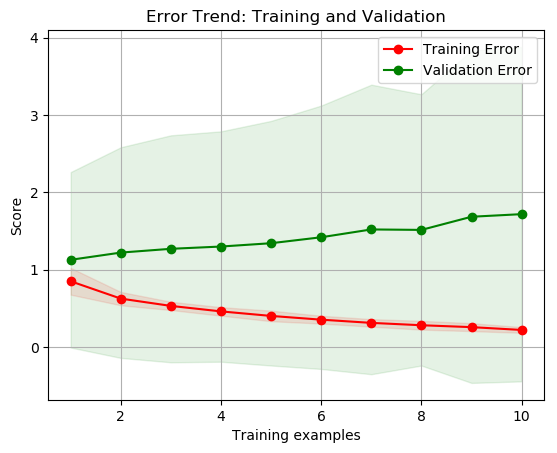 Error Trend: Training and Validation
Training Error
Validation Error
4
3
2
1
0
Score
2
4
6
8
10
Training examples